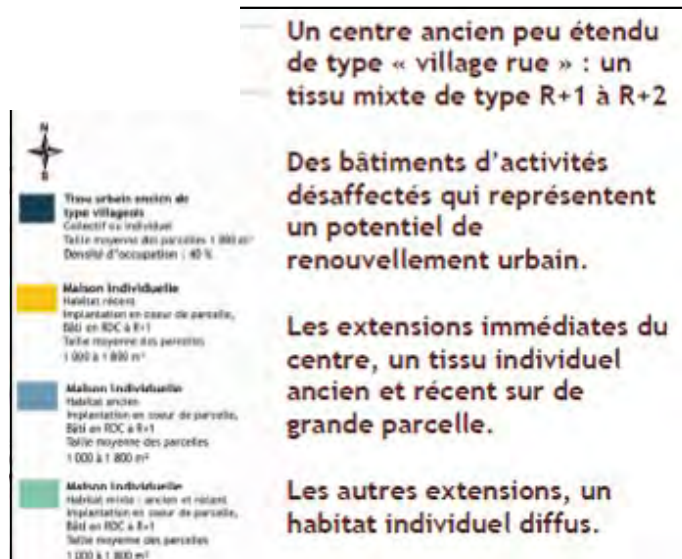 Un centre ancien peu étendu
de type « village rue » : un
tissu mixte de type R+1 à R+2
Des bâtiments d'activités
désaffectés qui représentent
un potentiel de
renouvellement urbain.
Les extensions immédiates du
centre, un tissu individuel
ancien et récent sur de
grande parcelle.
Les autres extensions, un
habitat individuel diffus.
N
S
Tissu urbain ancien de
type villageois
Collectif ou individuel
Taille moyenne des parcelles 1 000 m²
Densité d'occupation : 40 %
Maison Individuelle
Habitat récent
Implantation en coeur de parcelle,
Bâti en RDC à R+1
Taille moyenne des parcelles
1 000 à 1 800 m²
Maison Individuelle
Habitat ancien
Implantation en coeur de parcelle,
Bâti en RDC à R+1
Taille moyenne des parcelles
1 000 à 1 800 m²
Maison Individuelle
Habitat mixte : ancien et récent
Implantation en coeur de parcelle,
Bâti en RDC à R+1
Taille moyenne des parcelles
1 000 à 1 800 m²